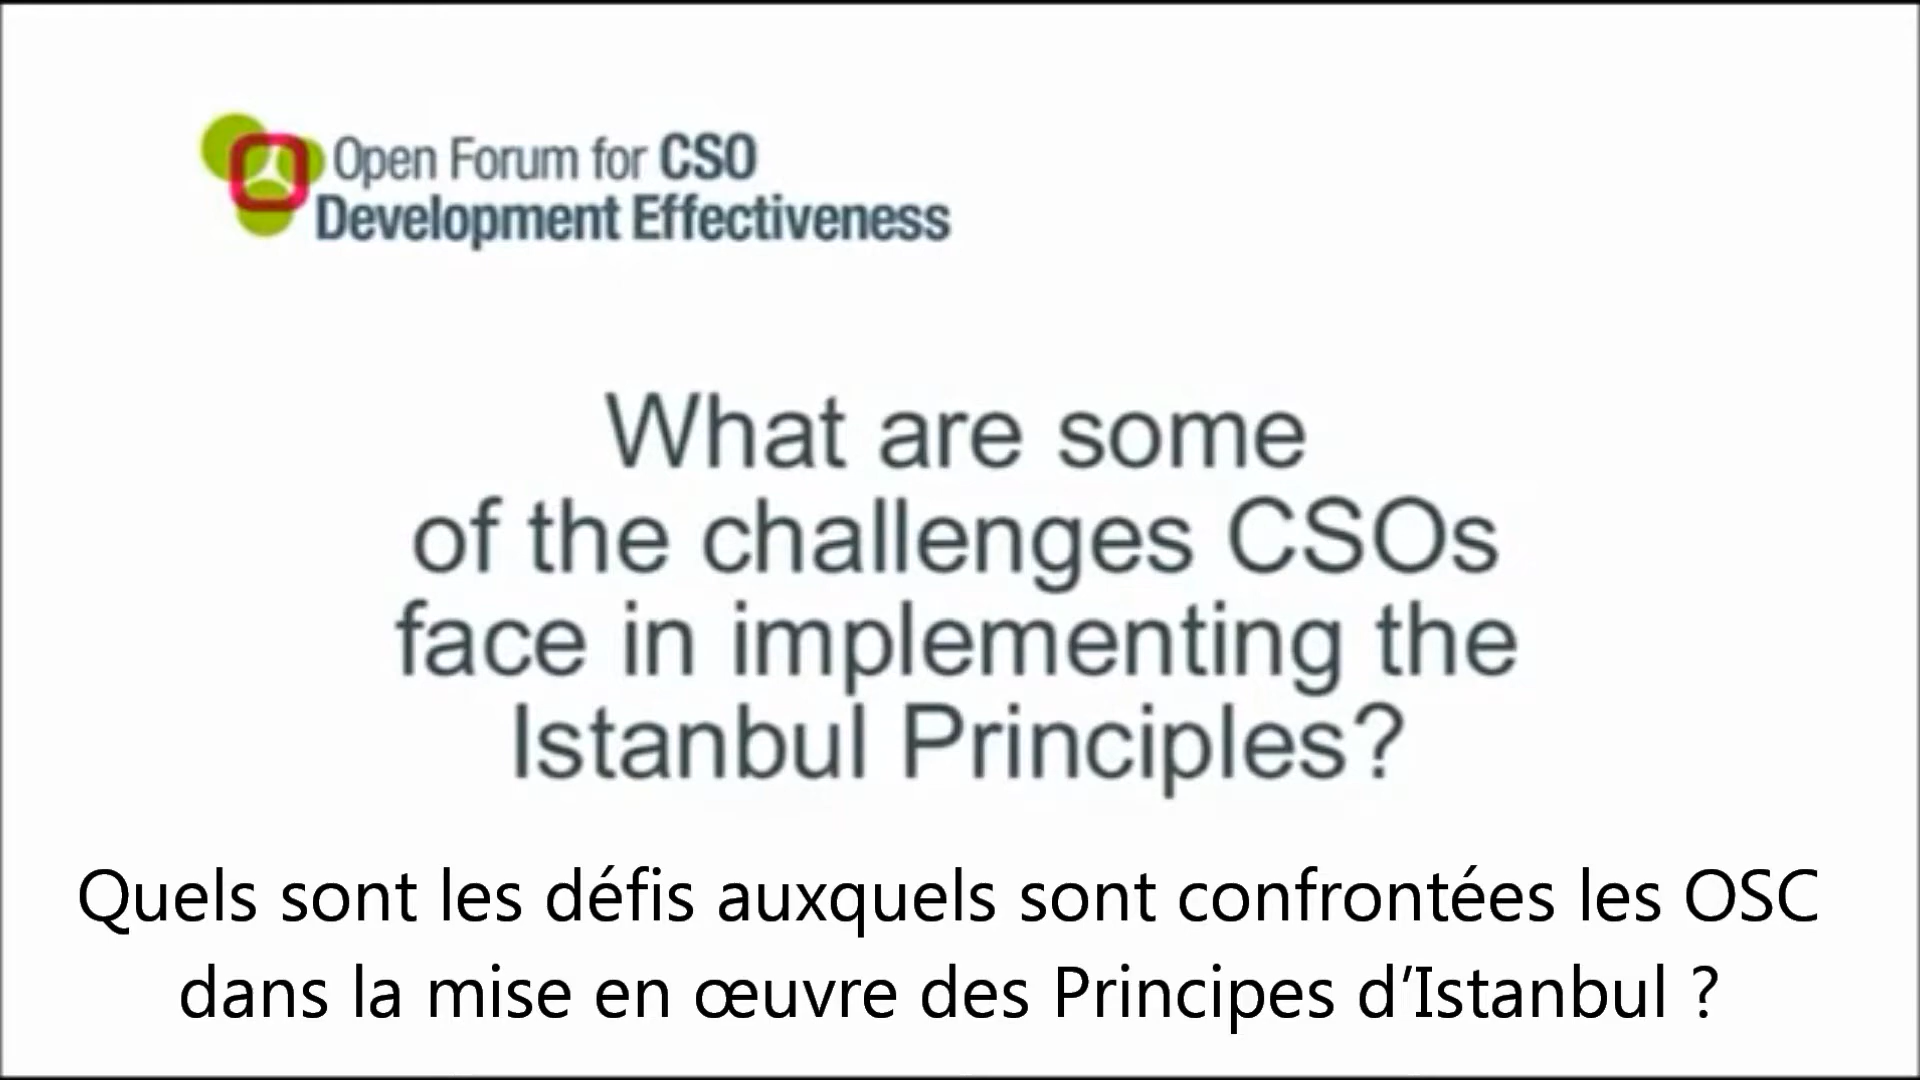 Open Forum for CSO
Development Effectiveness
What are some
of the challenges CSOs
face in implementing the
Istanbul Principles?
Quels sont les défis auxquels sont confrontées les OSC
dans la mise en œuvre des Principes d’Istanbul ?